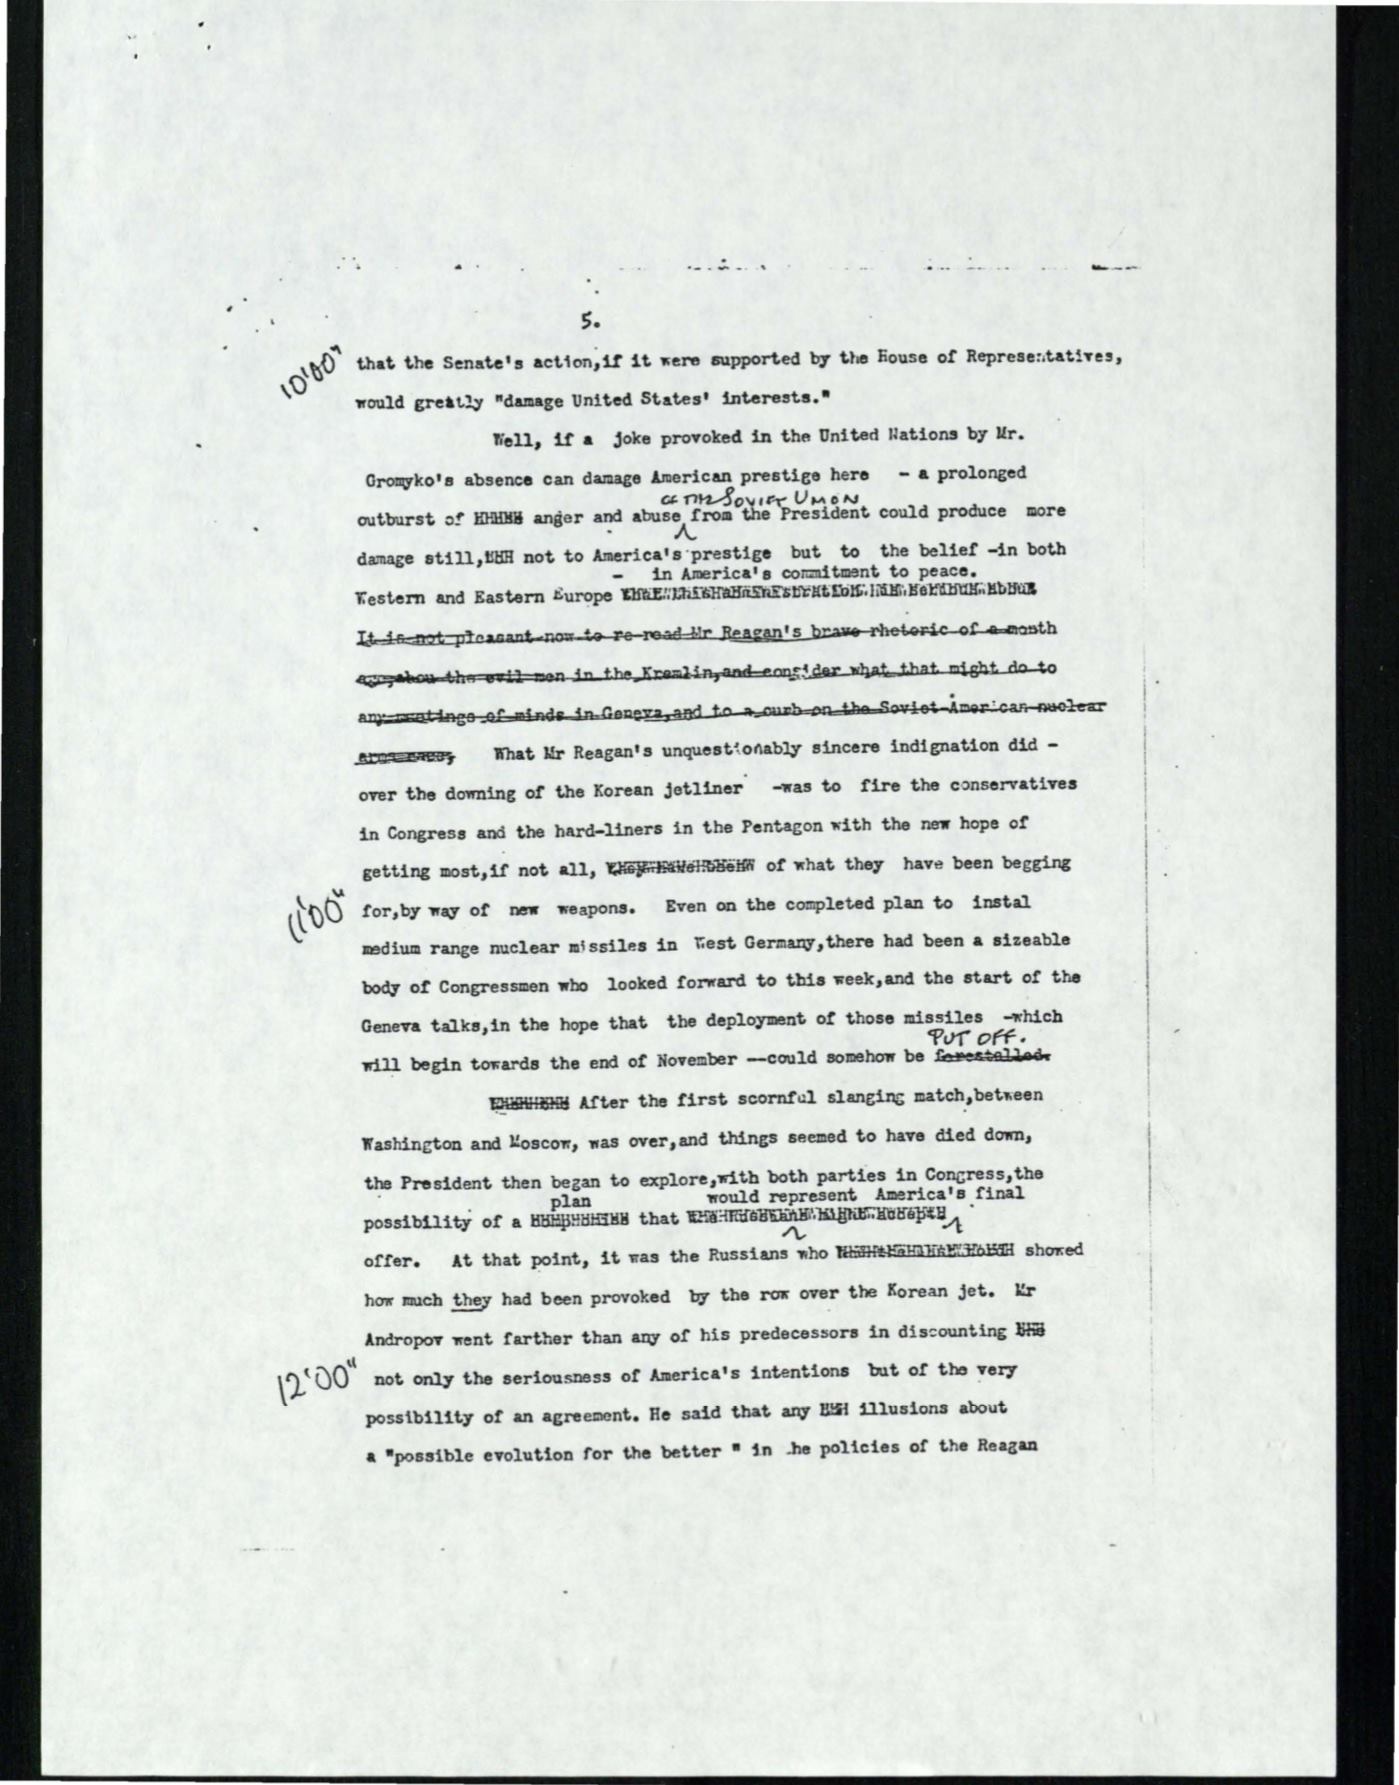 5.
10'00"
that the Senate's action,if it were supported by the House of Representatives,
would greatly "damage United States' interests."
Well, if a joke provoked in the United Nations by Mr.
Gromyko's absence can damage American prestige here - a prolonged
of the SOVIET UNION
outburst of anger and abuse from the President could produce more
damage still, not to America's prestige but to the belief -in both
- in America's commitment to peace.
Western and Eastern Europe
It is not pleasant now to re-read Mr Reagan's brave rhetoric of a month
the evil men in the Kremlin,and consider what that might do to
any meetings of minds in Geneva,and to a curb on the Soviet-American nuclear
What Mr Reagan's unquestionably sincere indignation did -
over the downing of the Korean jetliner -was to fire the conservatives
in Congress and the hard-liners in the Pentagon with the new hope of
getting most,if not all, of what they have been begging
11'00"
for,by way of new weapons. Even on the completed plan to instal
medium range nuclear missiles in West Germany,there had been a sizeable
body of Congressmen who looked forward to this week,and the start of the
Geneva talks,in the hope that the deployment of those missiles -which
PUT OFF.
will begin towards the end of November --could somehow be forestalled.
After the first scornful slanging match,between
Washington and Moscow, was over,and things seemed to have died down,
the President then began to explore,with both parties in Congress,the
plan would represent America's final
possibility of a that
offer. At that point, it was the Russians who showed
how much they had been provoked by the row over the Korean jet. Mr
Andropov went farther than any of his predecessors in discounting
12'00"
not only the seriousness of America's intentions but of the very
possibility of an agreement. He said that any illusions about
a "possible evolution for the better " in he policies of the Reagan